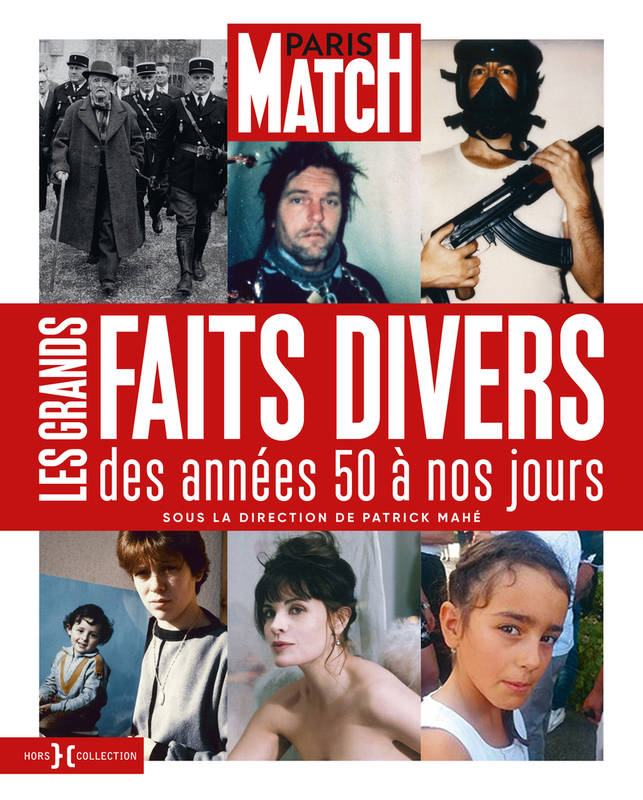 PARIS
MATCH
LES GRANDS
FAITS DIVERS
des années 50 à nos jours
SOUS LA DIRECTION DE PATRICK MAHÉ
HORS COLLECTION